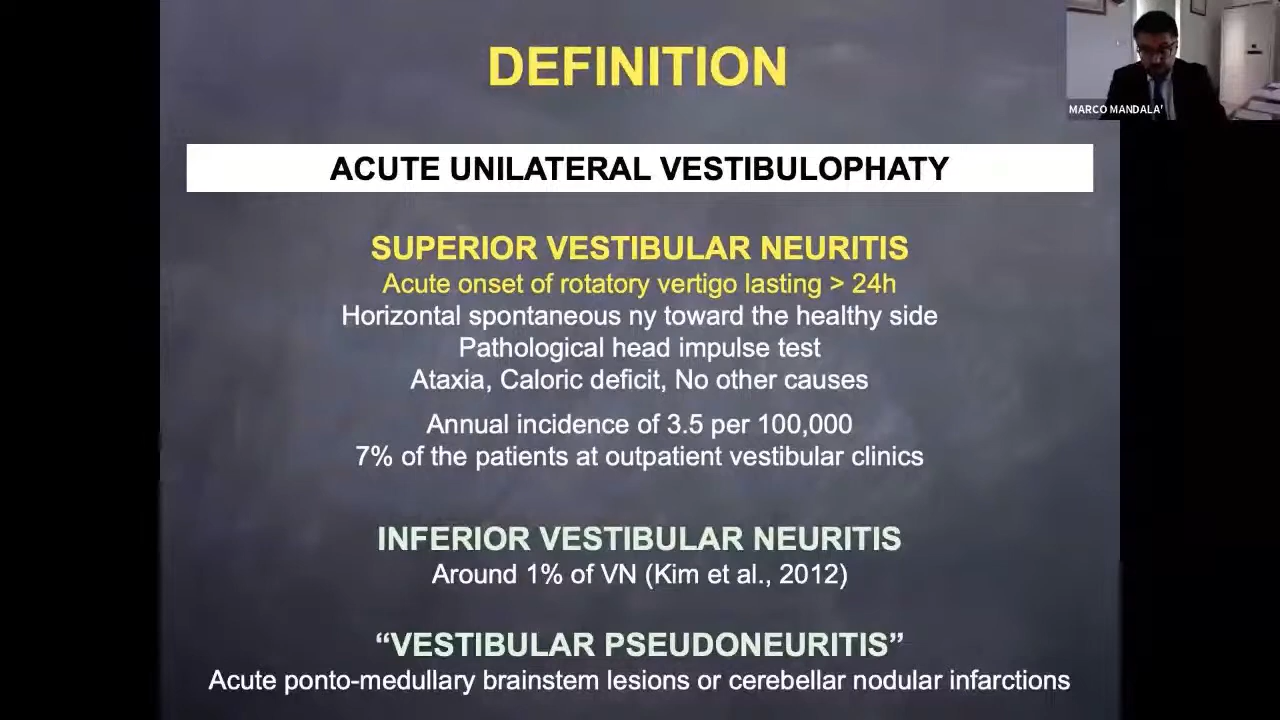 DEFINITION
MARCO MANDALA'
ACUTE UNILATERAL VESTIBULOPHATY
SUPERIOR VESTIBULAR NEURITIS
Acute onset of rotatory vertigo lasting > 24h
Horizontal spontaneous ny toward the healthy side
Pathological head impulse test
Ataxia, Caloric deficit, No other causes
Annual incidence of 3.5 per 100,000
7% of the patients at outpatient vestibular clinics
INFERIOR VESTIBULAR NEURITIS
Around 1% of VN (Kim et al., 2012)
“VESTIBULAR PSEUDONEURITIS”
Acute ponto-medullary brainstem lesions or cerebellar nodular infarctions